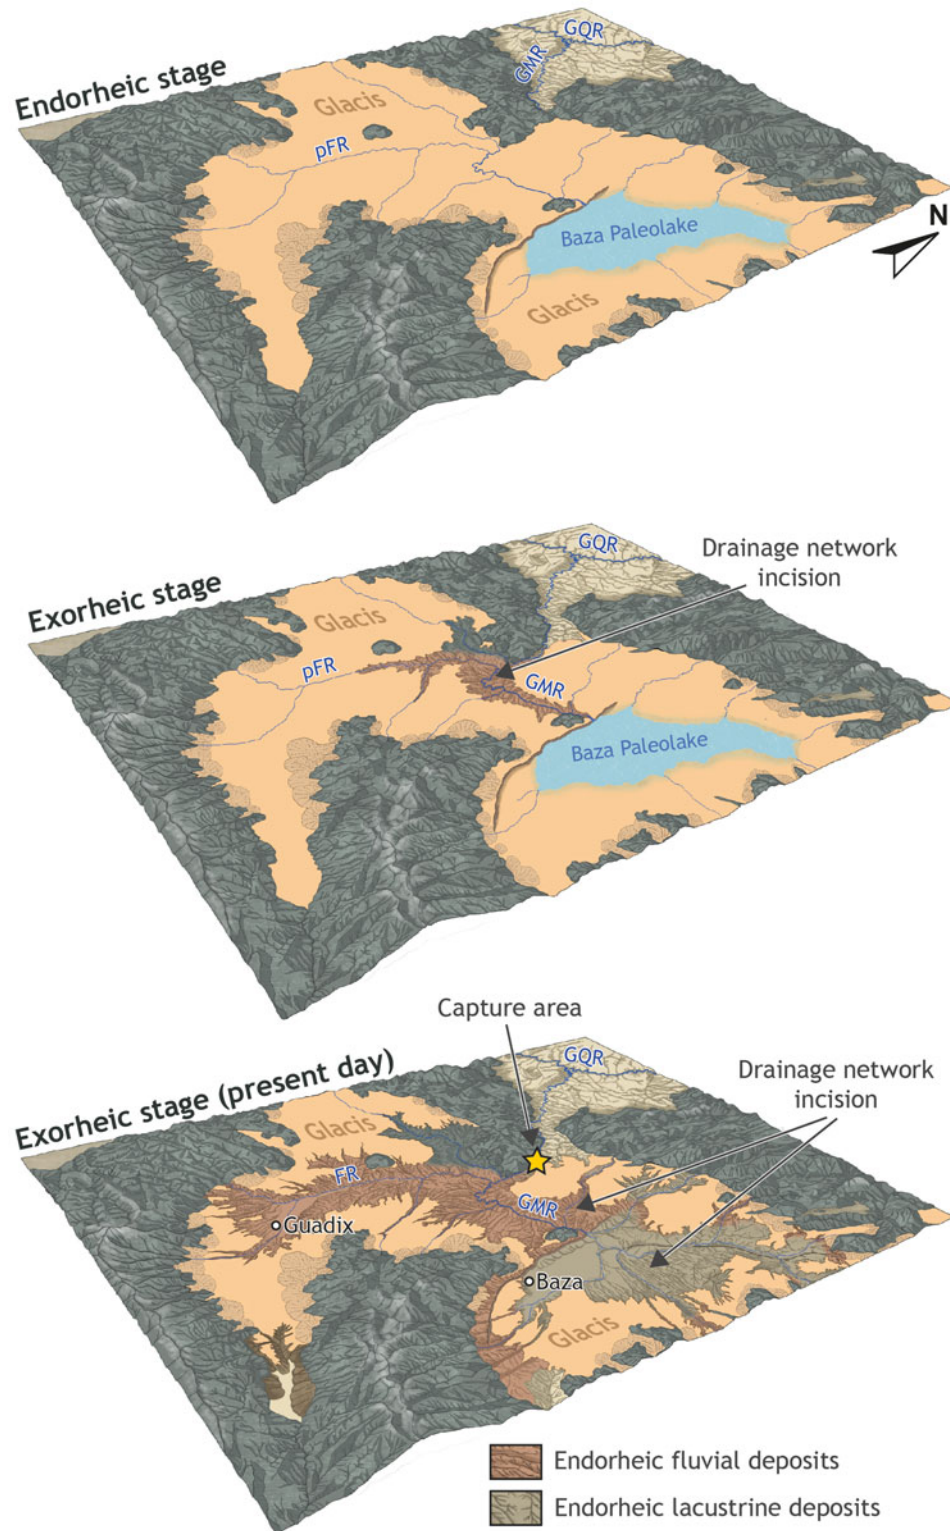 Endorheic stage
Glacis
pFR
GMR
GQR
Baza Paleolake
Glacis
N
Exorheic stage
Glacis
pFR
GQR
Drainage network
incision
GMR
Baza Paleolake
Capture area
Exorheic stage (present day)
Glacis
GQR
Drainage network
incision
FR
GMR
Guadix
Baza
Glacis
Endorheic fluvial deposits
Endorheic lacustrine deposits